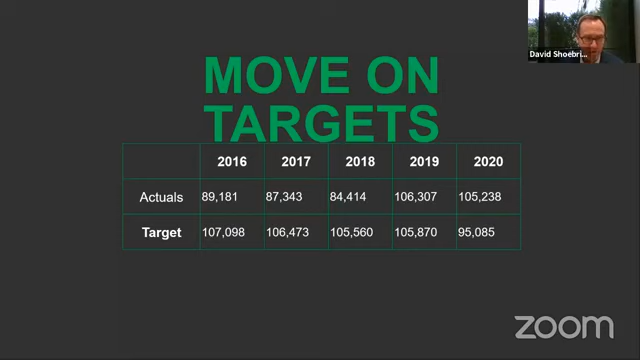 David Shoebri...
MOVE ON
TARGETS
2016 2017 2018 2019 2020
Actuals 89,181 87,343 84,414 106,307 105,238
Target 107,098 106,473 105,560 105,870 95,085
zoom